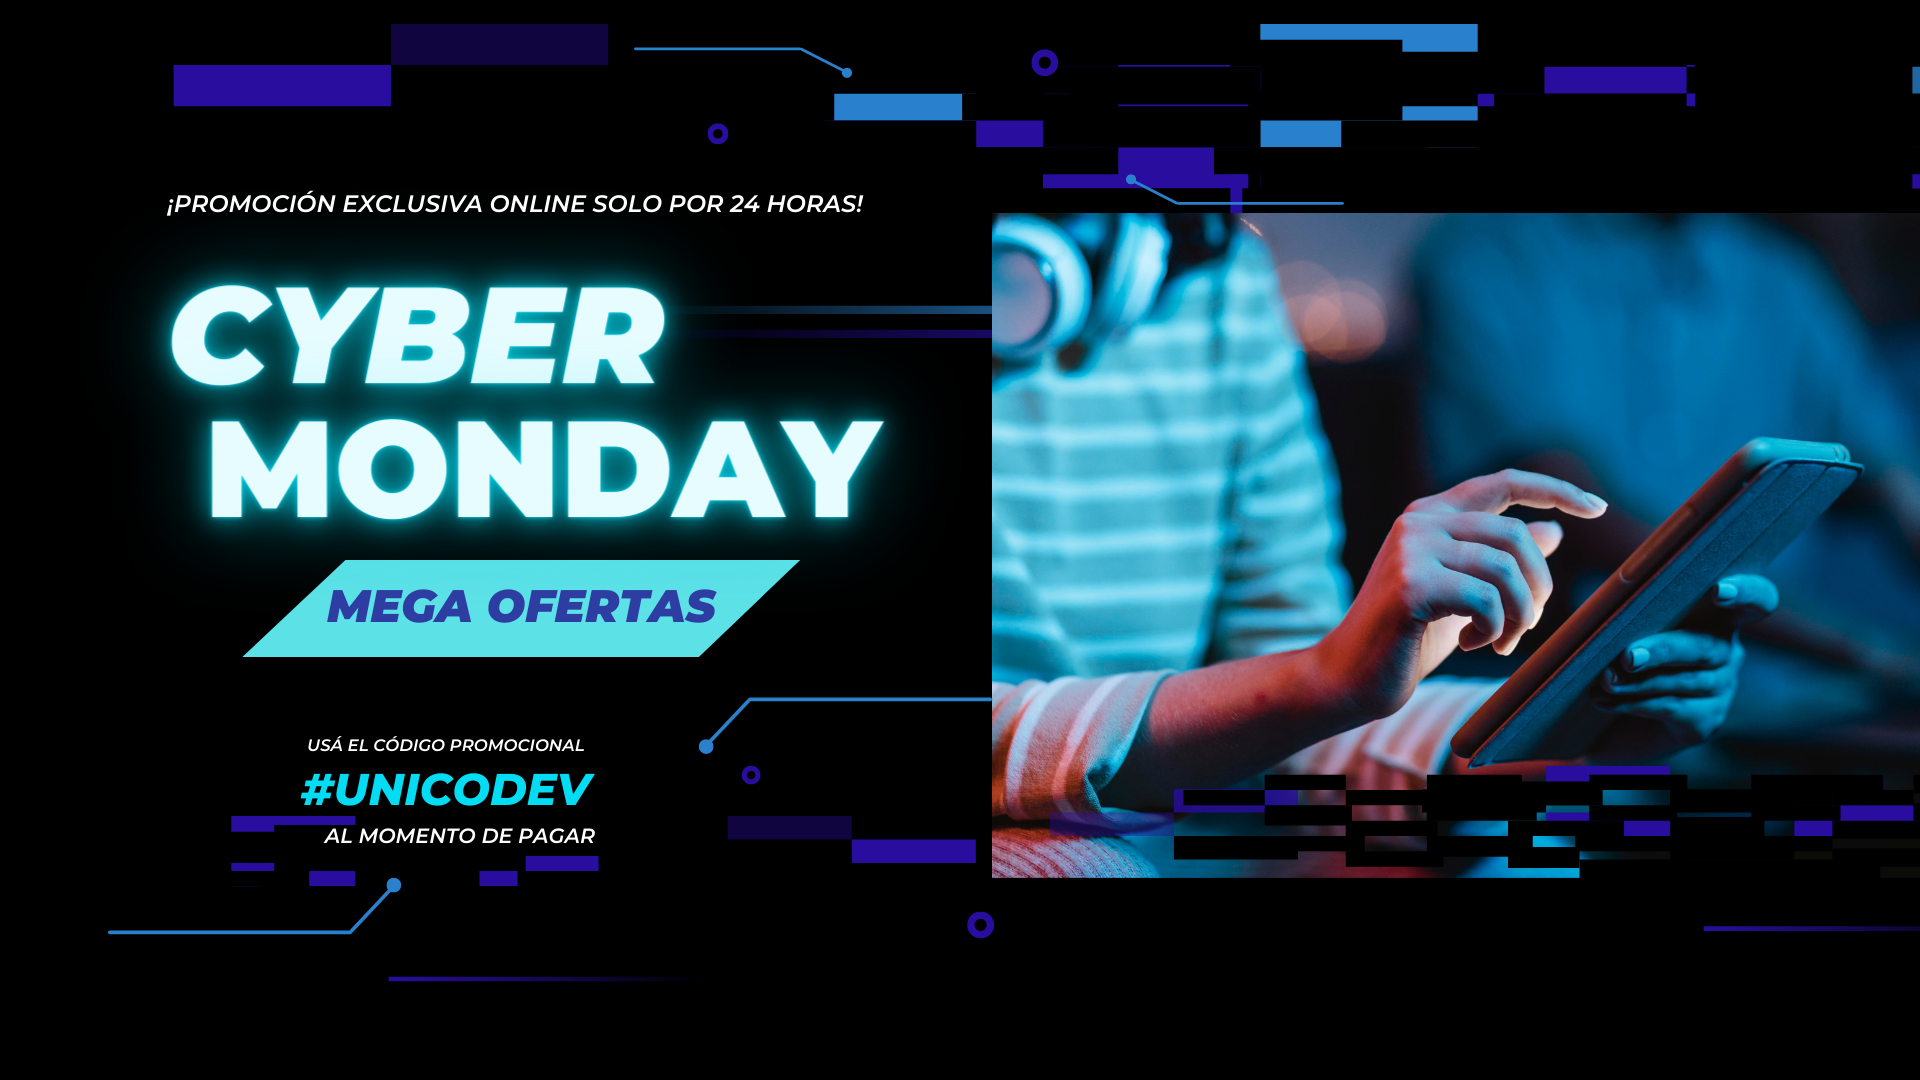 ¡PROMOCIÓN EXCLUSIVA ONLINE SOLO POR 24 HORAS!
CYBER
MONDAY
MEGA OFERTAS
USÁ EL CÓDIGO PROMOCIONAL
#UNICODEV
AL MOMENTO DE PAGAR